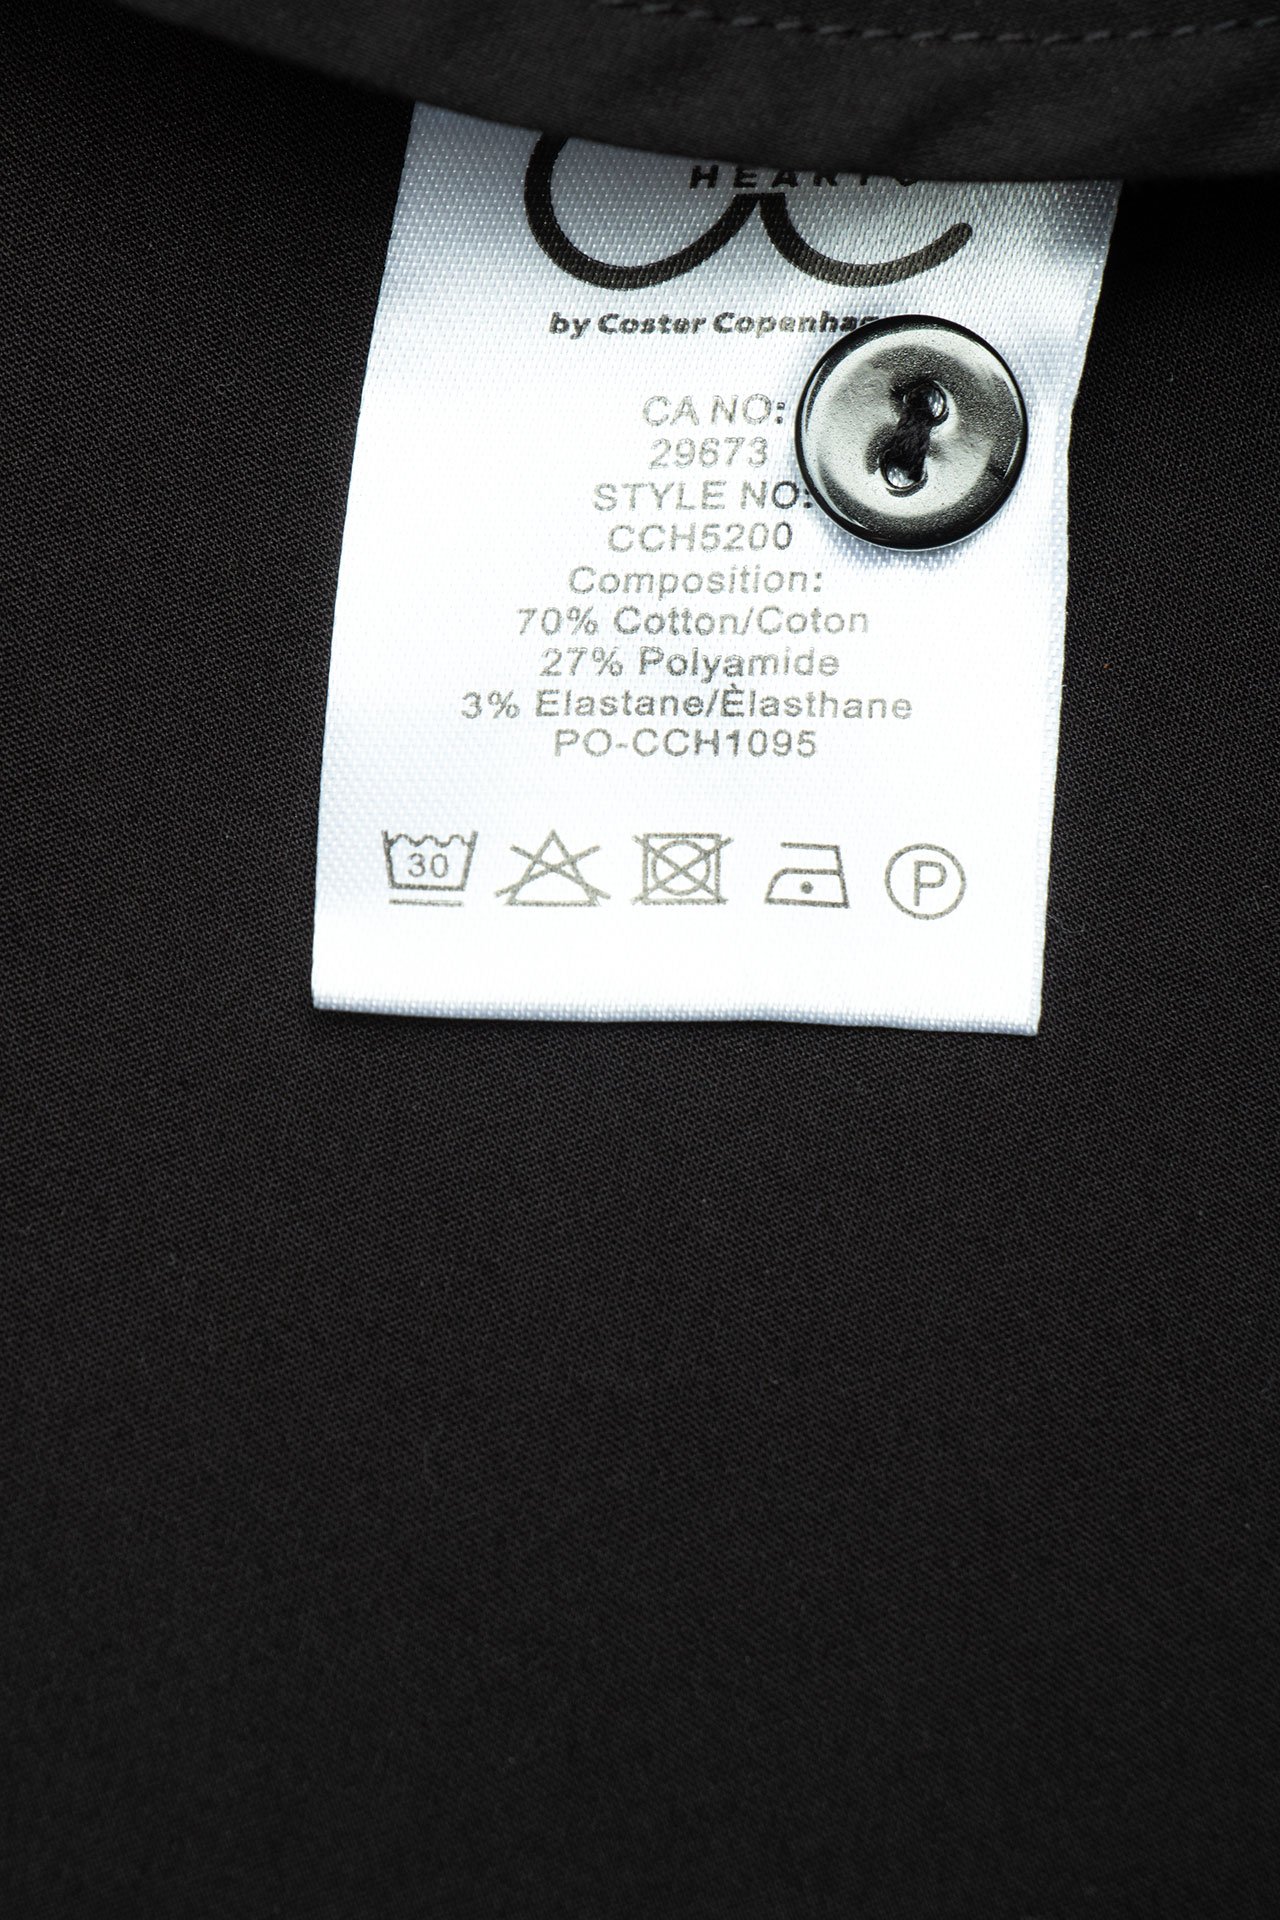 HEARTS
by Coster Copenha
CA NO:
29673
STYLE NO:
CCH5200
Composition:
70% Cotton/Coton
27% Polyamide
3% Elastane/Èlasthane
PO-CCH1095
30
P